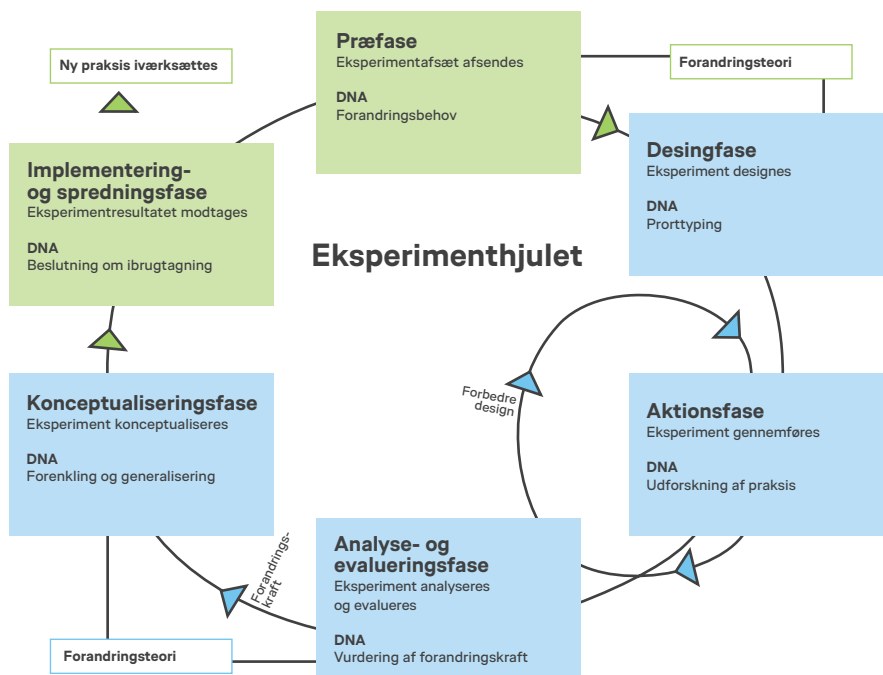 Præfase
Eksperimentafsæt afsendes
DNA
Forandringsbehov
Forandringsteori
Ny praksis iværksættes
Desingfase
Eksperiment designes
DNA
Prorttyping
Implementering-
og spredningsfase
Eksperimentresultatet modtages
DNA
Beslutning om ibrugtagning
Eksperimenthjulet
Forbedre
design
Aktionsfase
Eksperiment gennemføres
DNA
Udforskning af praksis
Konceptualiseringsfase
Eksperiment konceptualiseres
DNA
Forenkling og generalisering
Forandrings-
kraft
Analyse- og
evalueringsfase
Eksperiment analyseres
og evalueres
DNA
Vurdering af forandringskraft
Forandringsteori